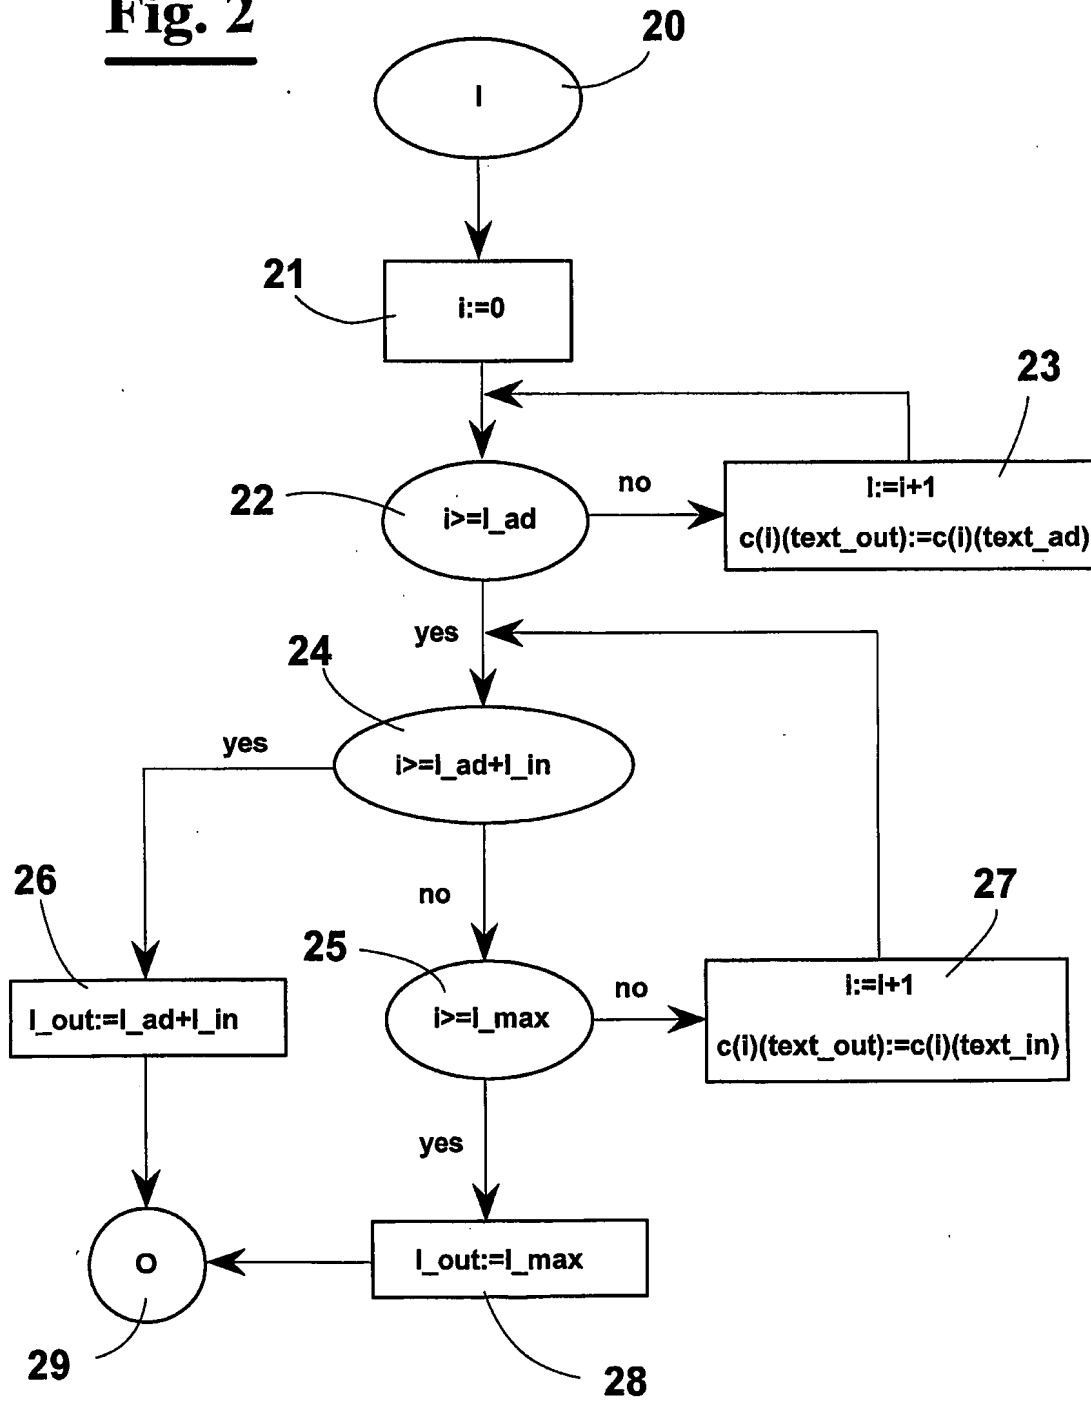 Fig. 2
20
I
21
i:=0
23
i:=i+1
c(i)(text_out):=c(i)(text_ad)
22
i>=l_ad
no
yes
24
i>=l_ad+l_in
yes
no
26
l_out:=l_ad+l_in
25
i>=l_max
no
27
i:=i+1
c(i)(text_out):=c(i)(text_in)
yes
O
l_out:=l_max
29
28